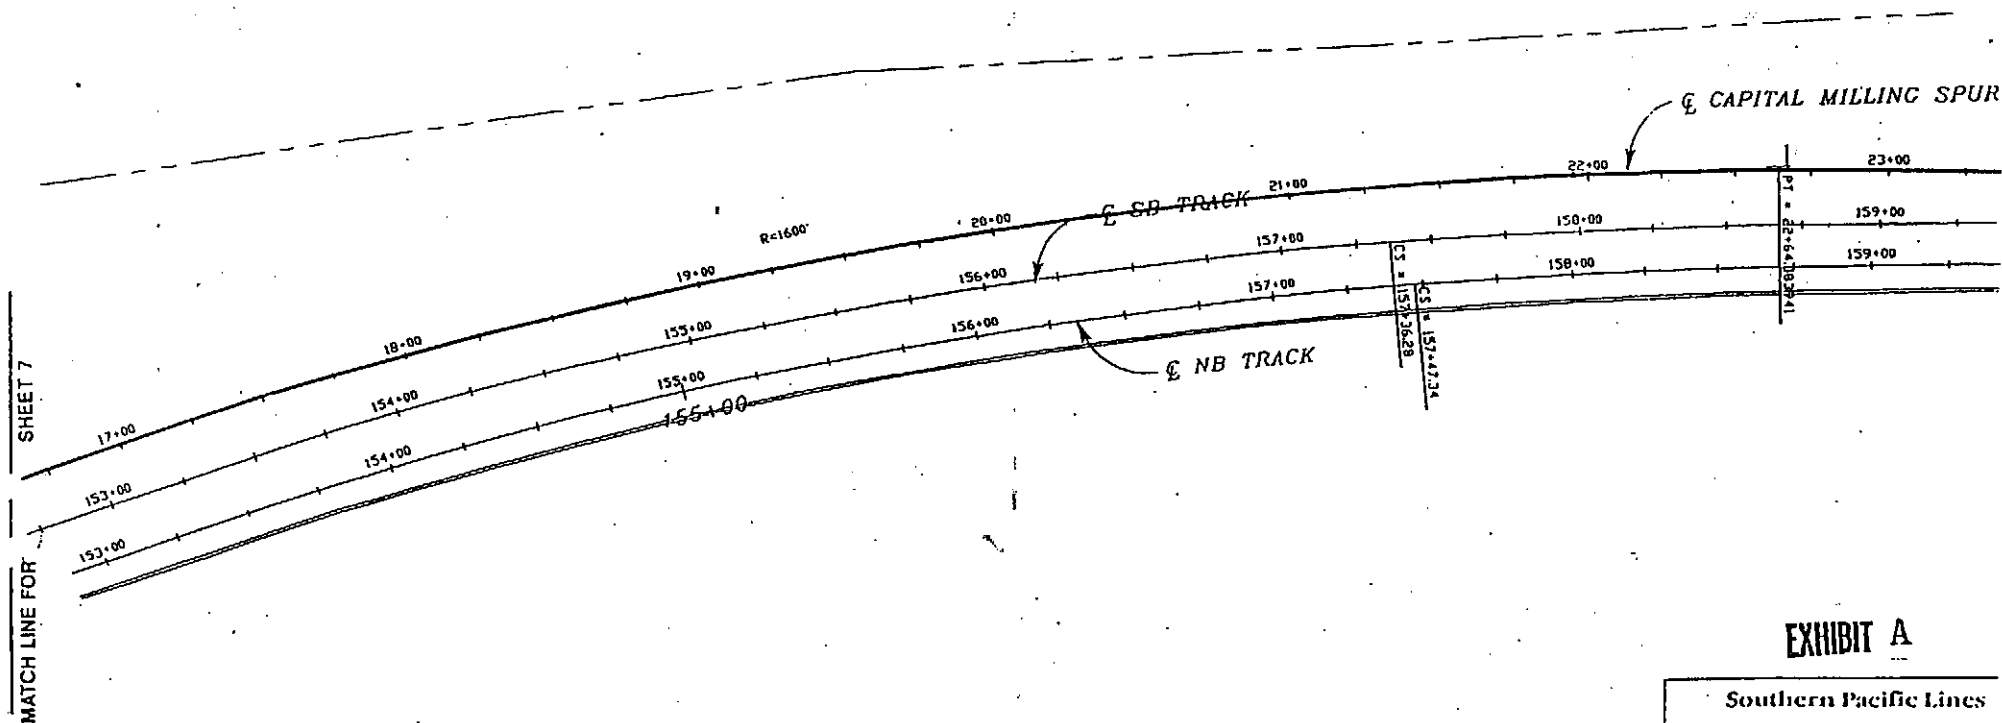 ℄ CAPITAL MILLING SPUR
23+00
22+00
21+00
℄ SB TRACK
20+00
R=1600'
19+00
18+00
17+00
159+00
150+00
157+00
156+00
155+00
154+00
153+00
159+00
158+00
157+00
156+00
155+00
154+00
153+00
155+00
℄ NB TRACK
CS = 157+36.28
CS = 157+47.34
MATCH LINE FOR SHEET 7
EXHIBIT A
Southern Pacific Lines